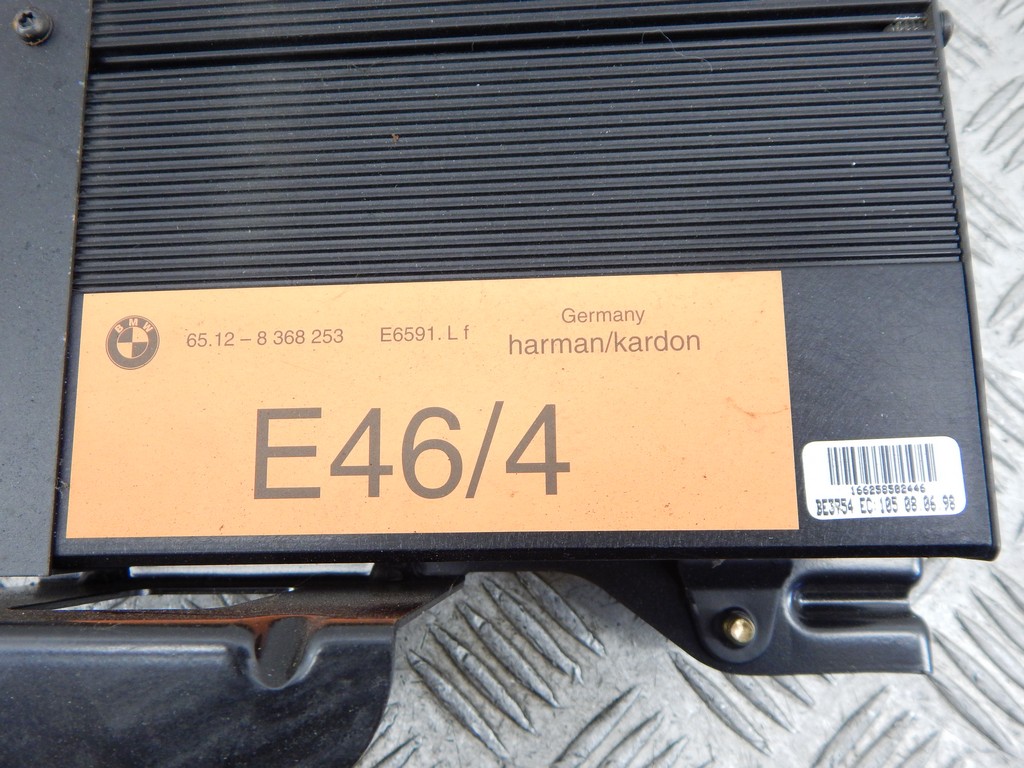 BMW
65.12 – 8 368 253 E6591. L f
Germany
harman/kardon
E46/4
166258582446
BE3754 EC:105 08 06 98